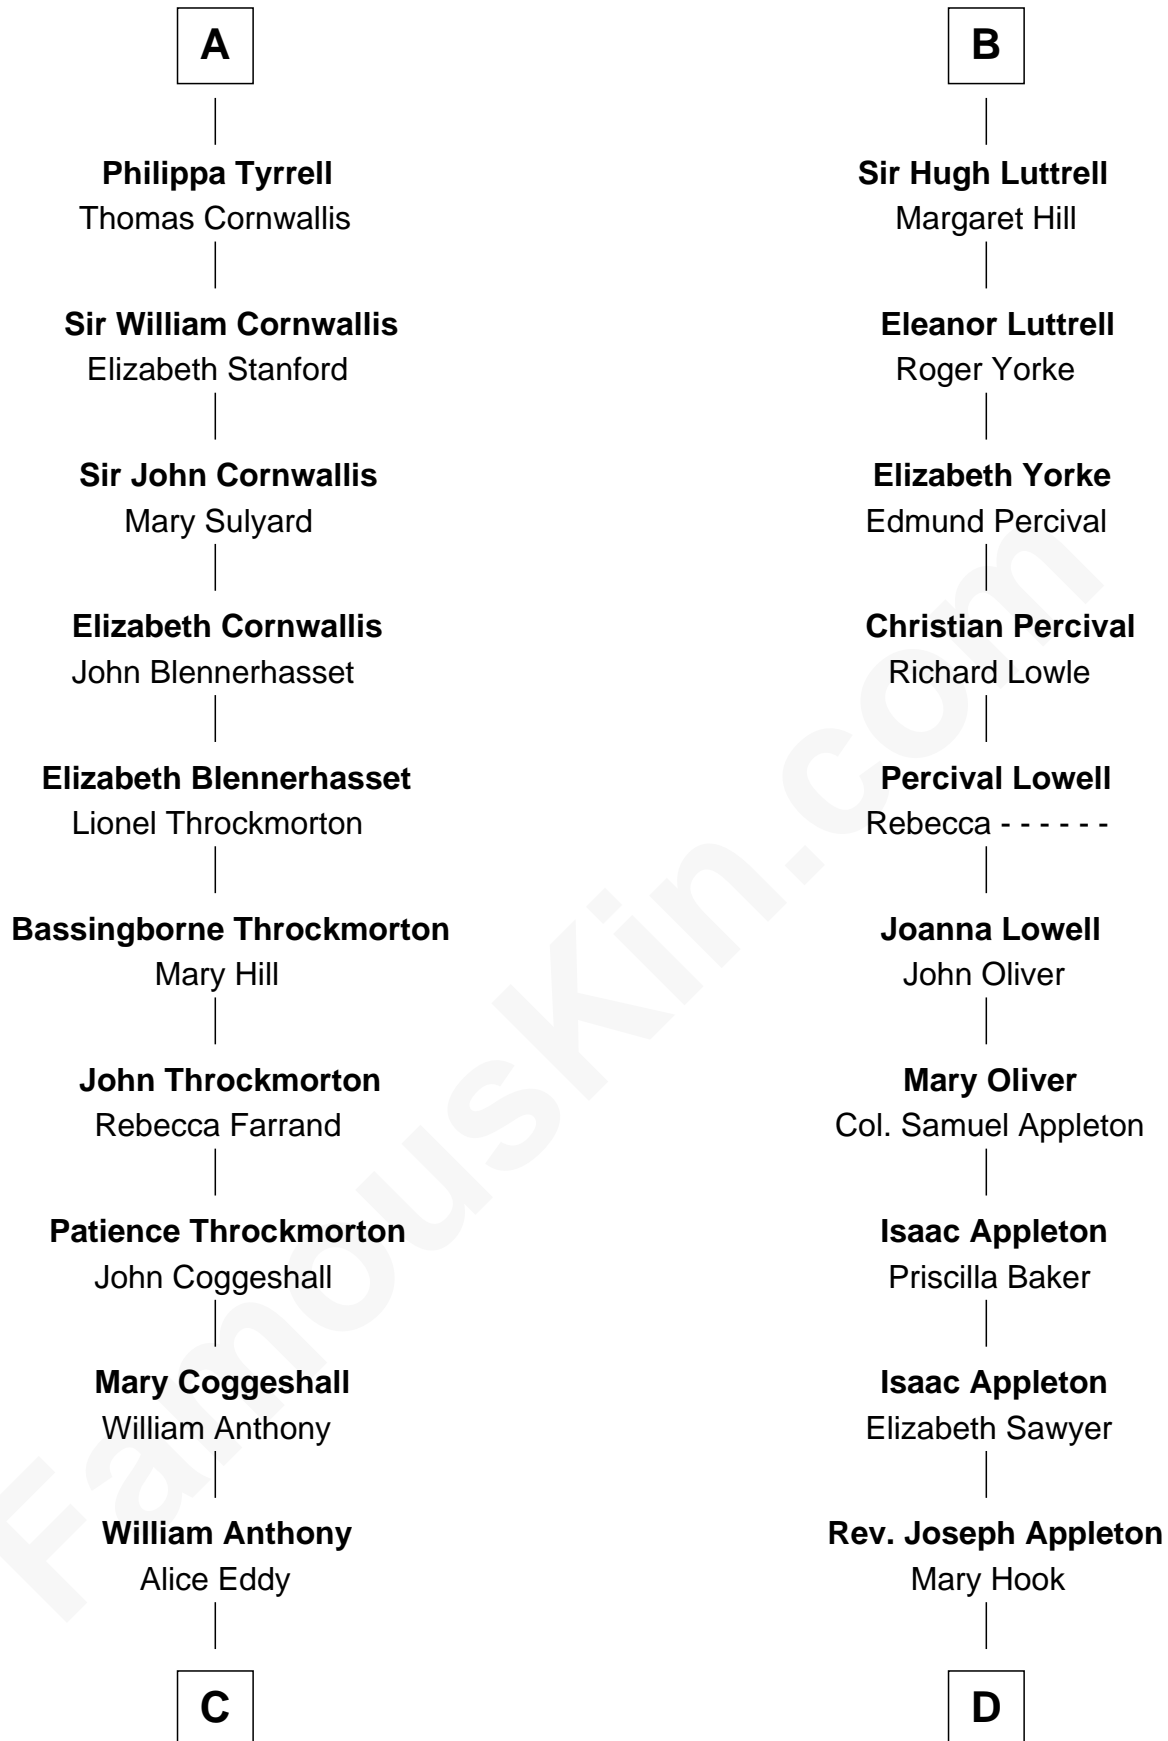 A
Philippa Tyrrell
Thomas Cornwallis
Sir William Cornwallis
Elizabeth Stanford
Sir John Cornwallis
Mary Sulyard
Elizabeth Cornwallis
John Blennerhasset
Elizabeth Blennerhasset
Lionel Throckmorton
Bassingborne Throckmorton
Mary Hill
John Throckmorton
Rebecca Farrand
Patience Throckmorton
John Coggeshall
Mary Coggeshall
William Anthony
William Anthony
Alice Eddy
C
B
Sir Hugh Luttrell
Margaret Hill
Eleanor Luttrell
Roger Yorke
Elizabeth Yorke
Edmund Percival
Christian Percival
Richard Lowle
Percival Lowell
Rebecca - - - - - -
Joanna Lowell
John Oliver
Mary Oliver
Col. Samuel Appleton
Isaac Appleton
Priscilla Baker
Isaac Appleton
Elizabeth Sawyer
Rev. Joseph Appleton
Mary Hook
D
FamousKin.com